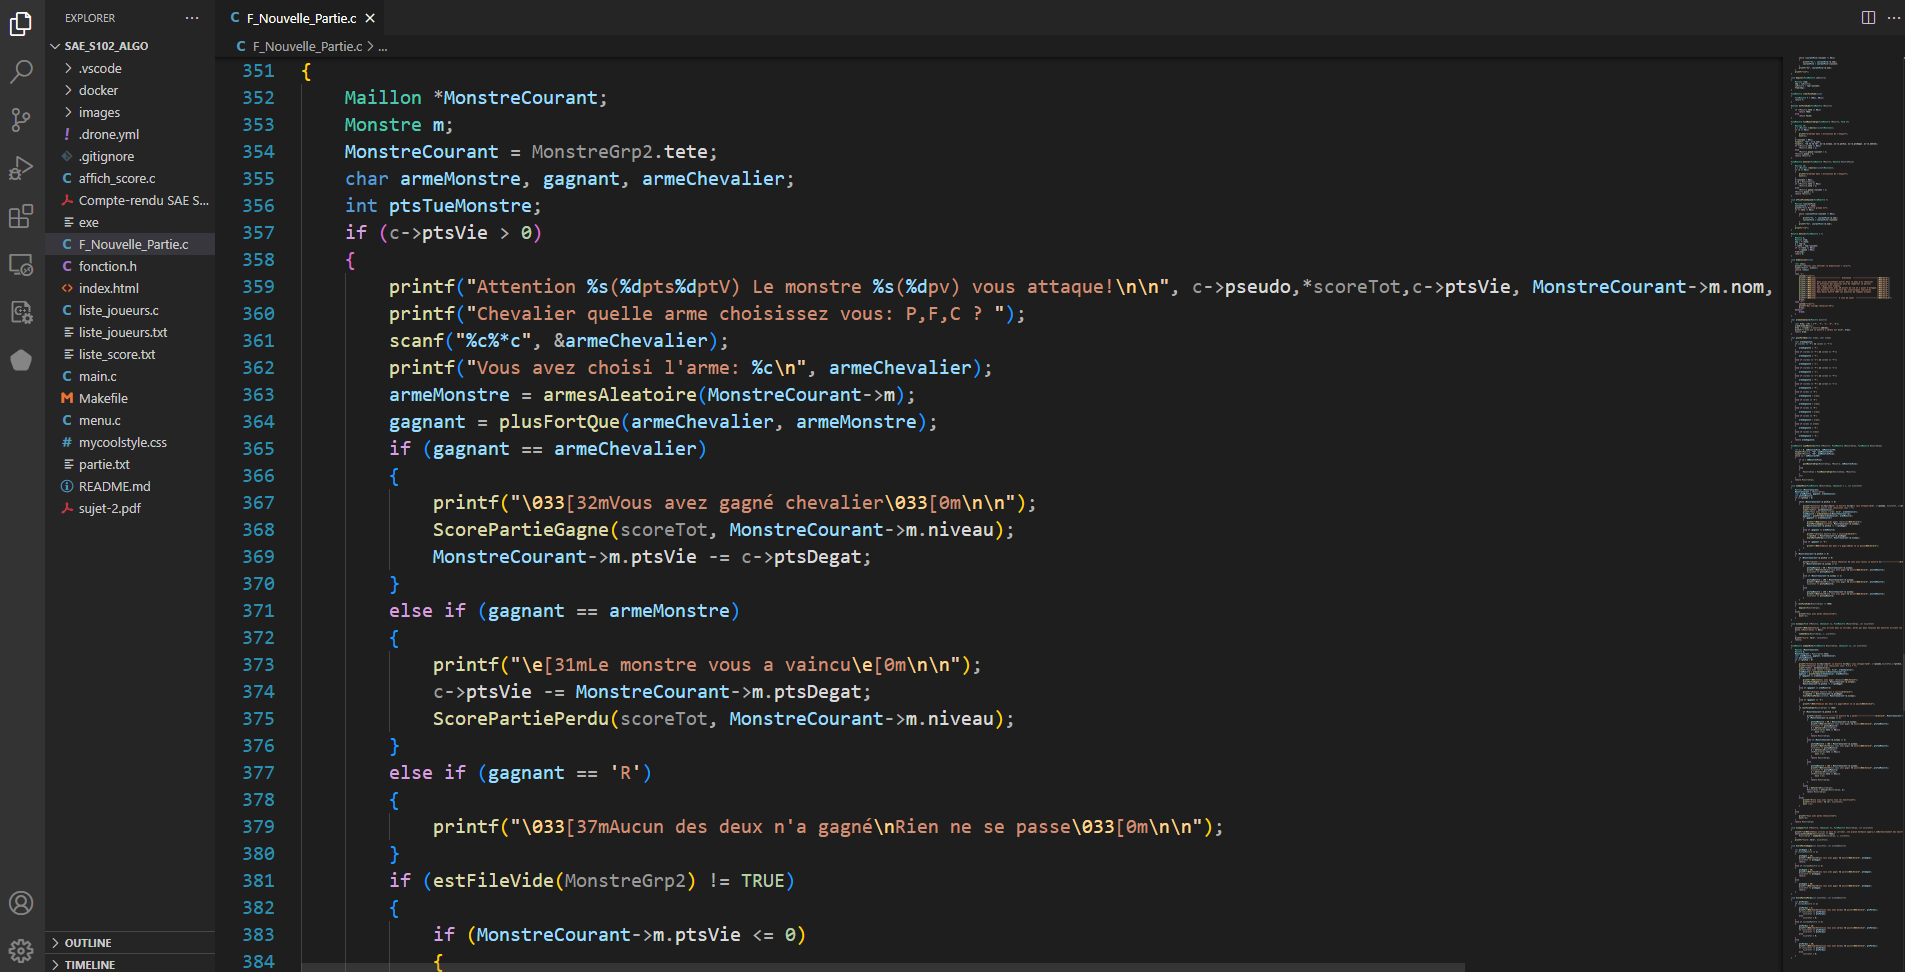 EXPLORER
SAE_S102_ALGO
.vscode
docker
images
! .drone.yml
.gitignore
C affich_score.c
Compte-rendu SAE S...
exe
C F_Nouvelle_Partie.c
C fonction.h
<> index.html
C liste_joueurs.c
liste_joueurs.txt
liste_score.txt
C main.c
M Makefile
C menu.c
# mycoolstyle.css
partie.txt
README.md
sujet-2.pdf
OUTLINE
TIMELINE
C F_Nouvelle_Partie.c
C F_Nouvelle_Partie.c > ...
351 {
352 Maillon *MonstreCourant;
353 Monstre m;
354 MonstreCourant = MonstreGrp2.tete;
355 char armeMonstre, gagnant, armeChevalier;
356 int ptsTueMonstre;
357 if (c->ptsVie > 0)
358 {
359 printf("Attention %s(%dpts%dptV) Le monstre %s(%dpv) vous attaque!\n\n", c->pseudo,*scoreTot,c->ptsVie, MonstreCourant->m.nom,
360 printf("Chevalier quelle arme choisissez vous: P,F,C ? ");
361 scanf("%c%*c", &armeChevalier);
362 printf("Vous avez choisi l'arme: %c\n", armeChevalier);
363 armeMonstre = armesAleatoire(MonstreCourant->m);
364 gagnant = plusFortQue(armeChevalier, armeMonstre);
365 if (gagnant == armeChevalier)
366 {
367 printf("\033[32mVous avez gagné chevalier\033[0m\n\n");
368 ScorePartieGagne(scoreTot, MonstreCourant->m.niveau);
369 MonstreCourant->m.ptsVie -= c->ptsDegat;
370 }
371 else if (gagnant == armeMonstre)
372 {
373 printf("\e[31mLe monstre vous a vaincu\e[0m\n\n");
374 c->ptsVie -= MonstreCourant->m.ptsDegat;
375 ScorePartiePerdu(scoreTot, MonstreCourant->m.niveau);
376 }
377 else if (gagnant == 'R')
378 {
379 printf("\033[37mAucun des deux n'a gagné\nRien ne se passe\033[0m\n\n");
380 }
381 if (estFileVide(MonstreGrp2) != TRUE)
382 {
383 if (MonstreCourant->m.ptsVie <= 0)
384 {